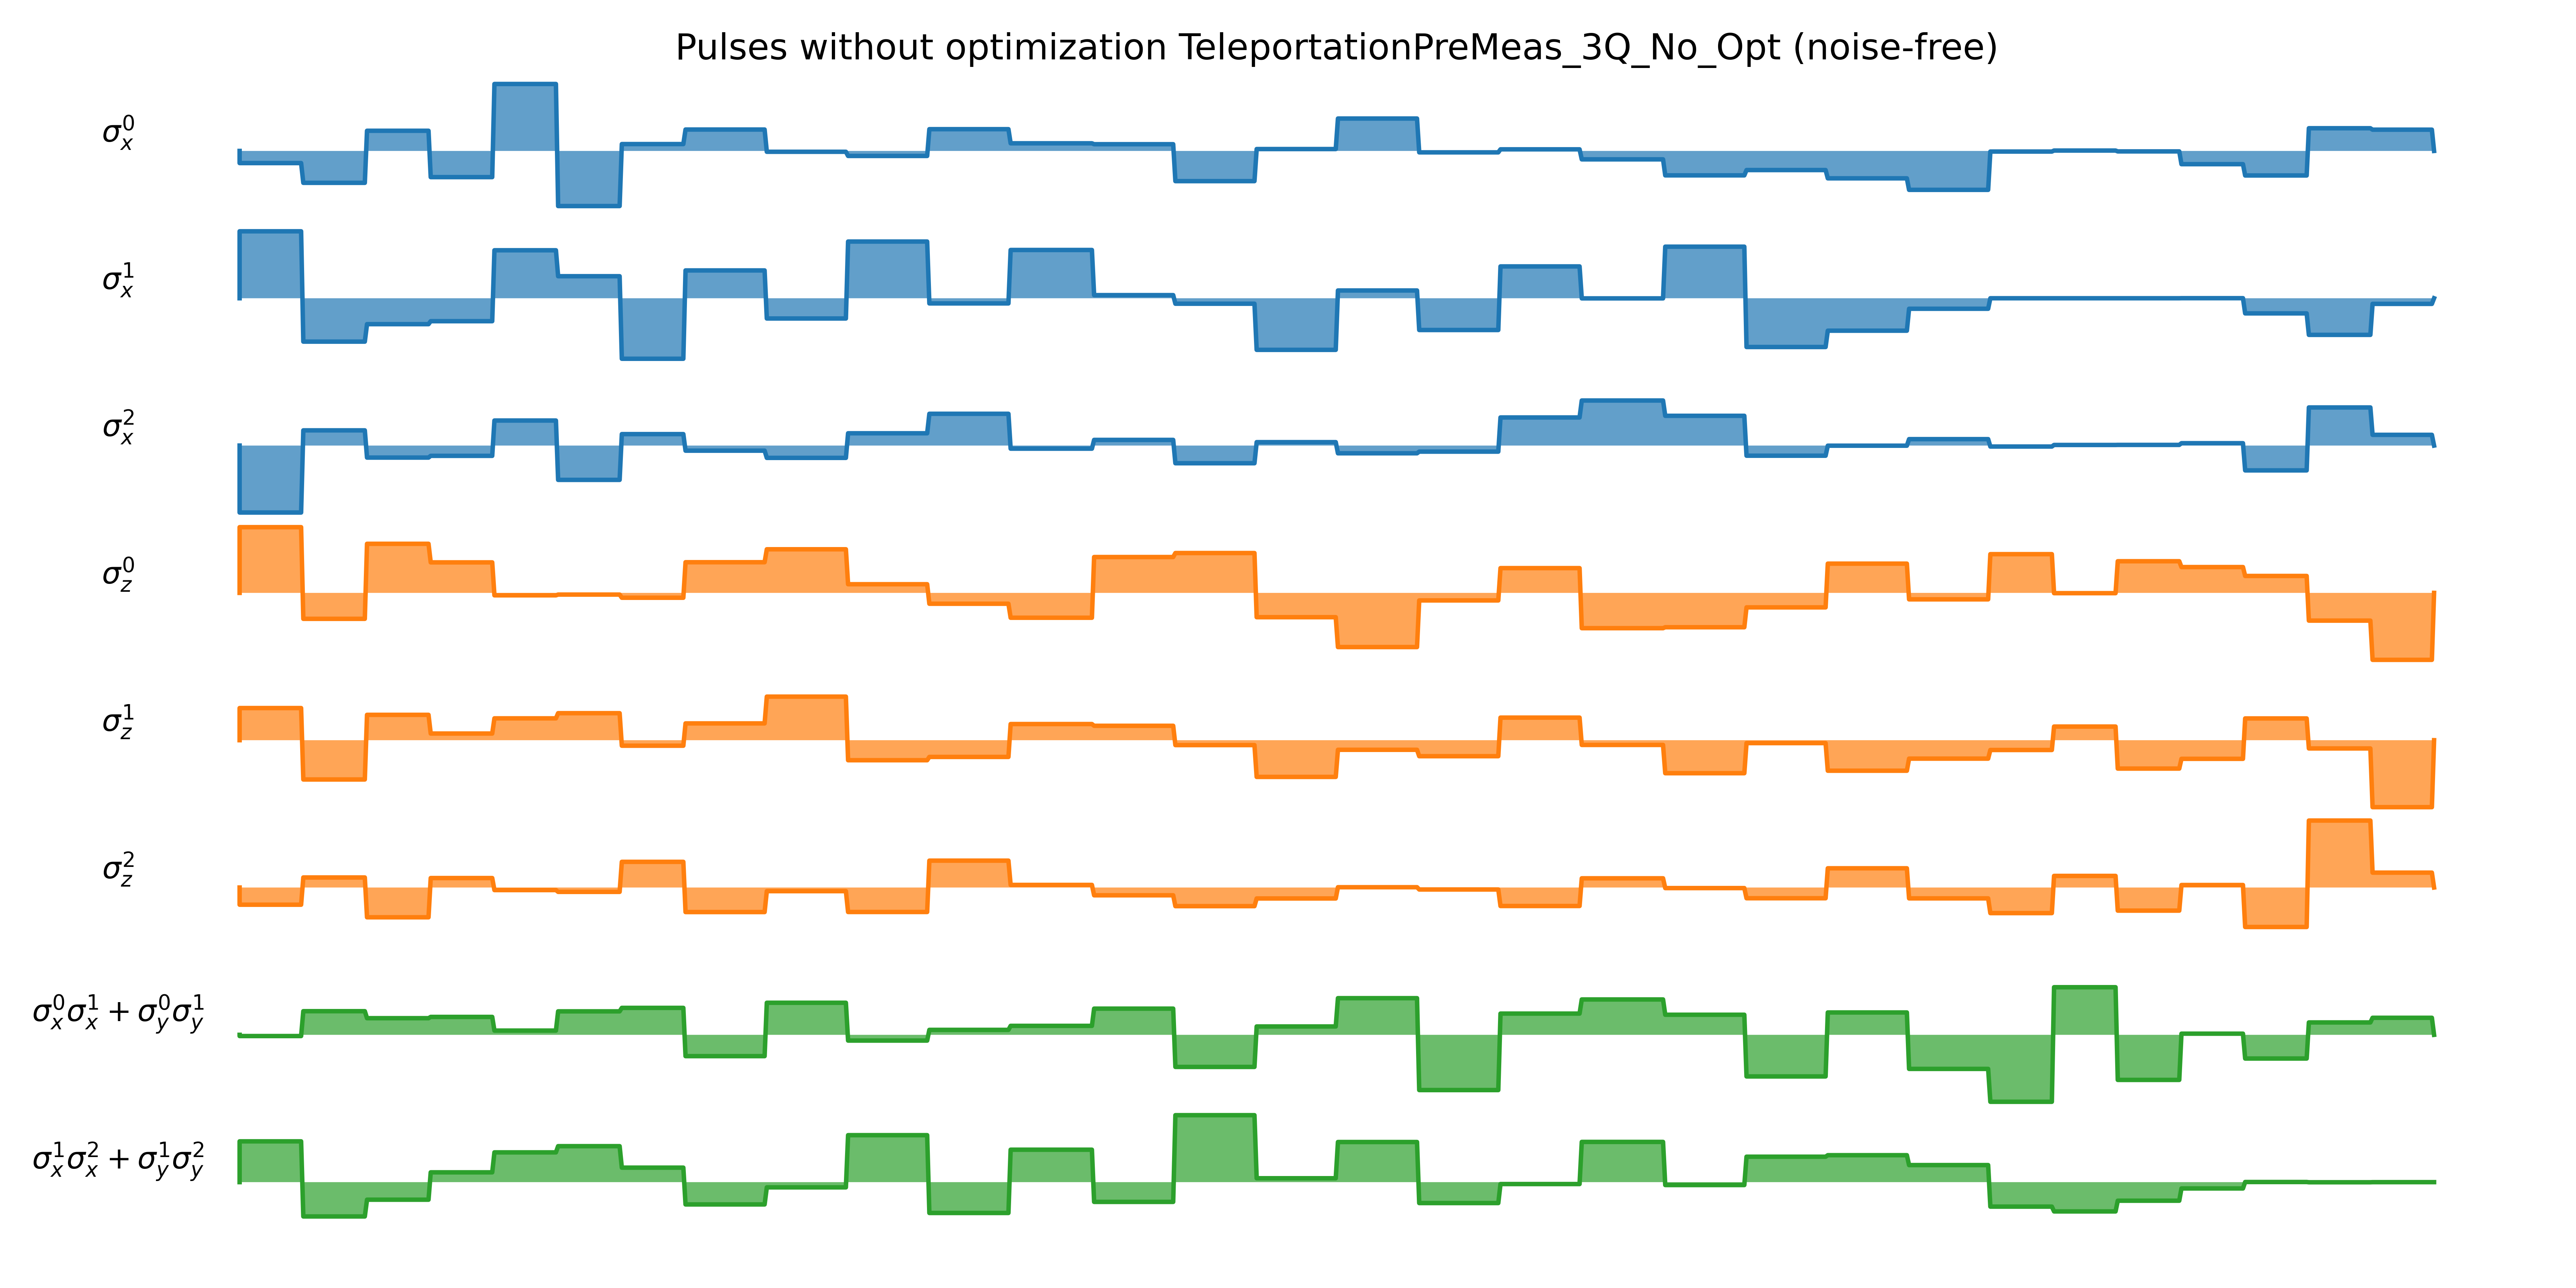 Pulses without optimization TeleportationPreMeas_3Q_No_Opt (noise-free)
σ_x^0
σ_x^1
σ_x^2
σ_z^0
σ_z^1
σ_z^2
σ_x^0σ_x^1 + σ_y^0σ_y^1
σ_x^1σ_x^2 + σ_y^1σ_y^2